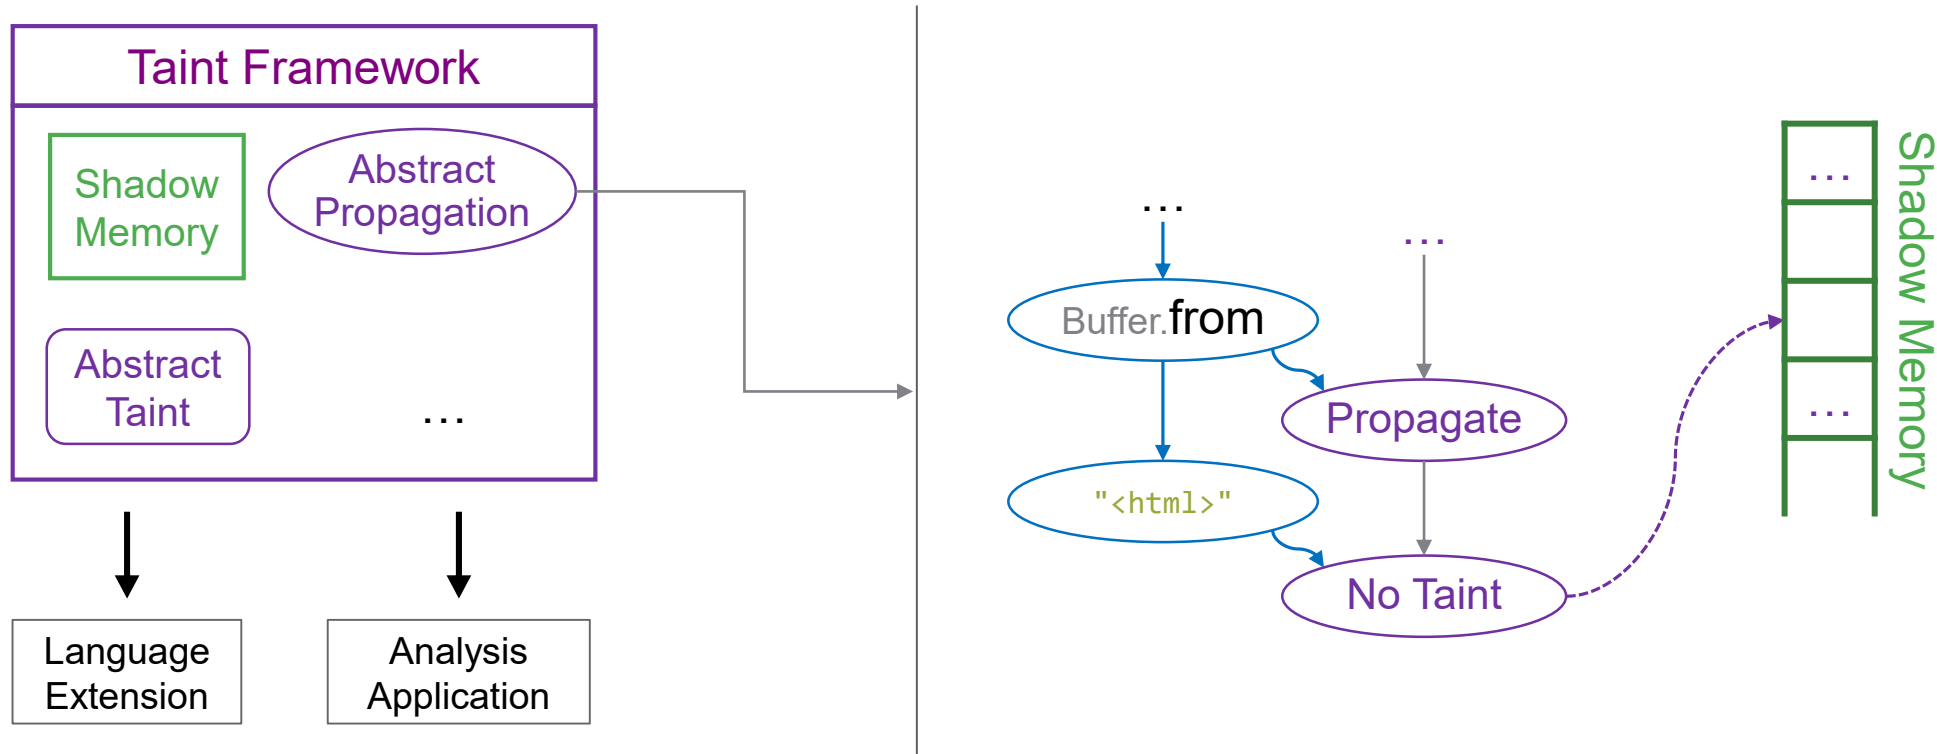 Taint Framework
Shadow
Memory
Abstract
Propagation
Abstract
Taint
...
Language
Extension
Analysis
Application
...
Buffer.from
"<html>"
...
Propagate
No Taint
...
...
Shadow Memory